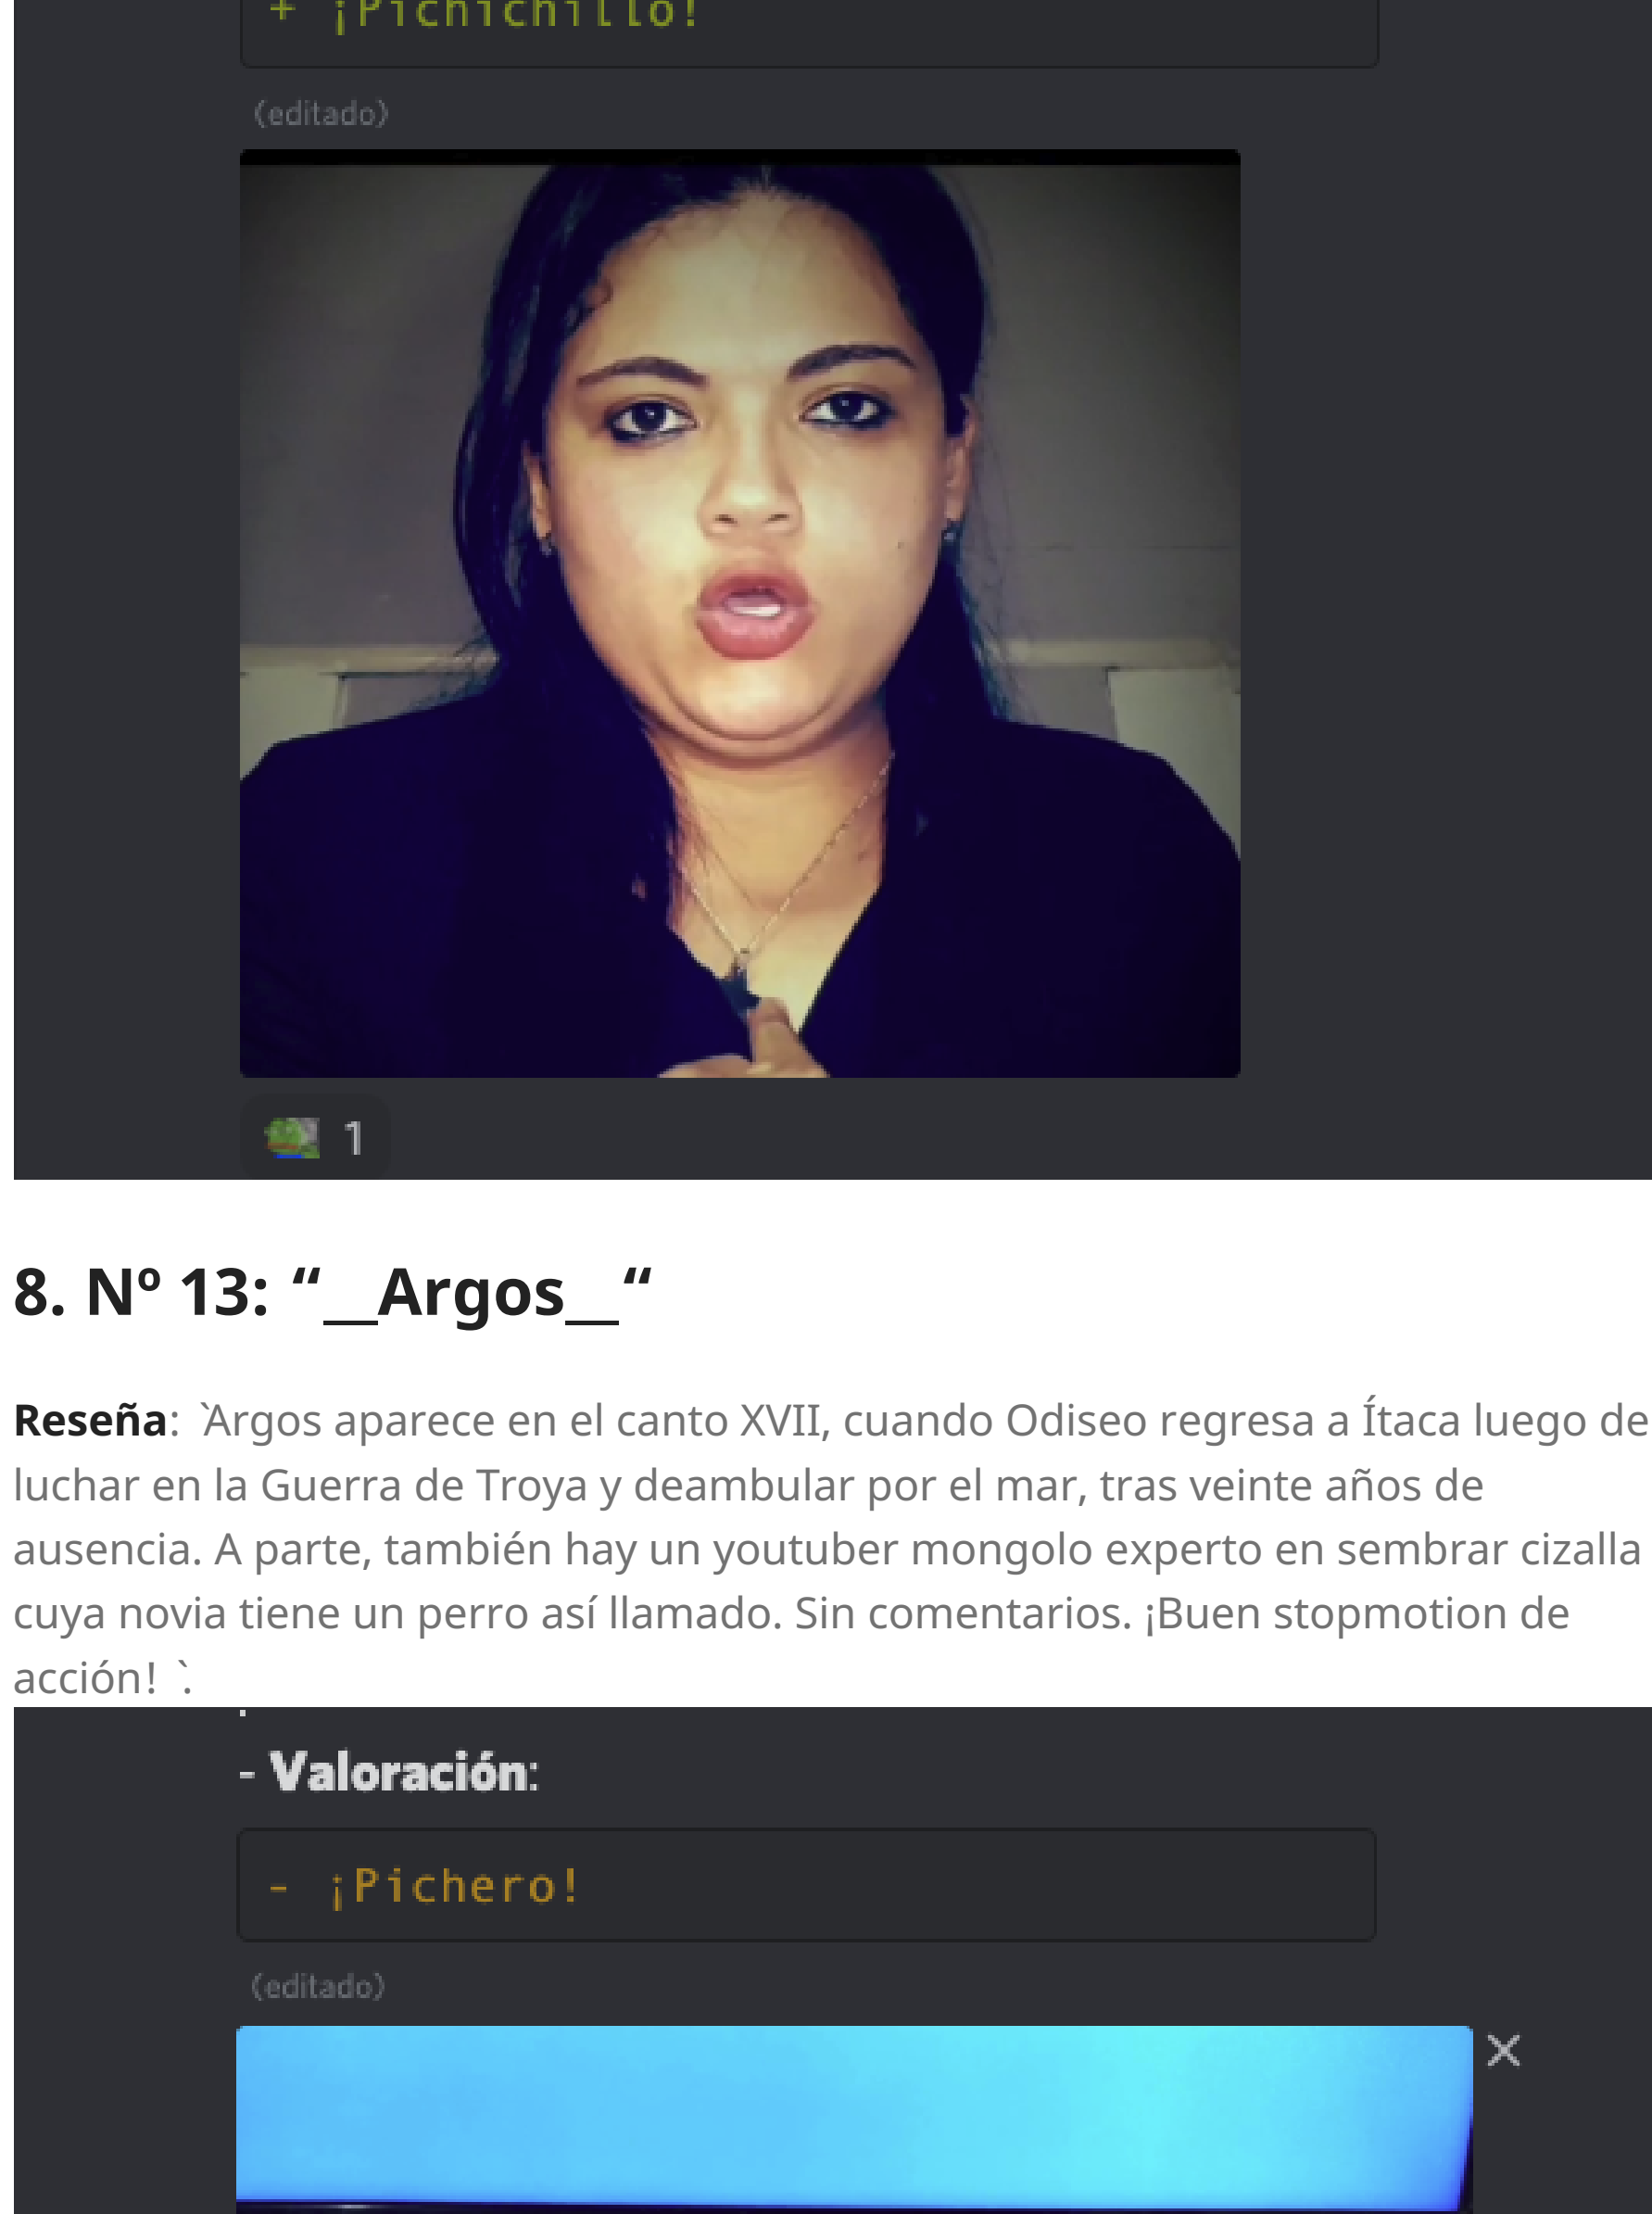 + ¡Pichichillo!
(editado)
1
8. Nº 13: “__Argos__“
Reseña: `Argos aparece en el canto XVII, cuando Odiseo regresa a Ítaca luego de
luchar en la Guerra de Troya y deambular por el mar, tras veinte años de
ausencia. A parte, también hay un youtuber mongolo experto en sembrar cizalla
cuya novia tiene un perro así llamado. Sin comentarios. ¡Buen stopmotion de
acción! `.
- Valoración:
- ¡Pichero!
(editado)